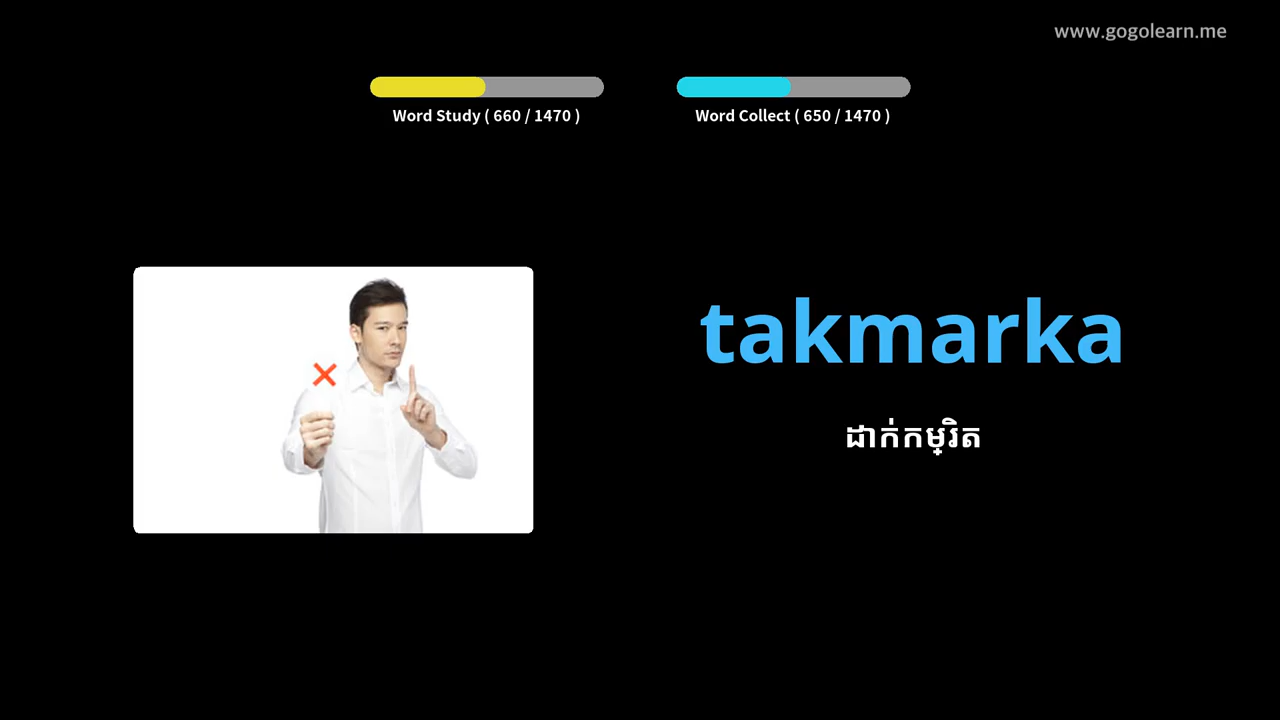 www.gogolearn.me
Word Study ( 660 / 1470 )
Word Collect ( 650 / 1470 )
takmarka
ដាក់កម្រិត